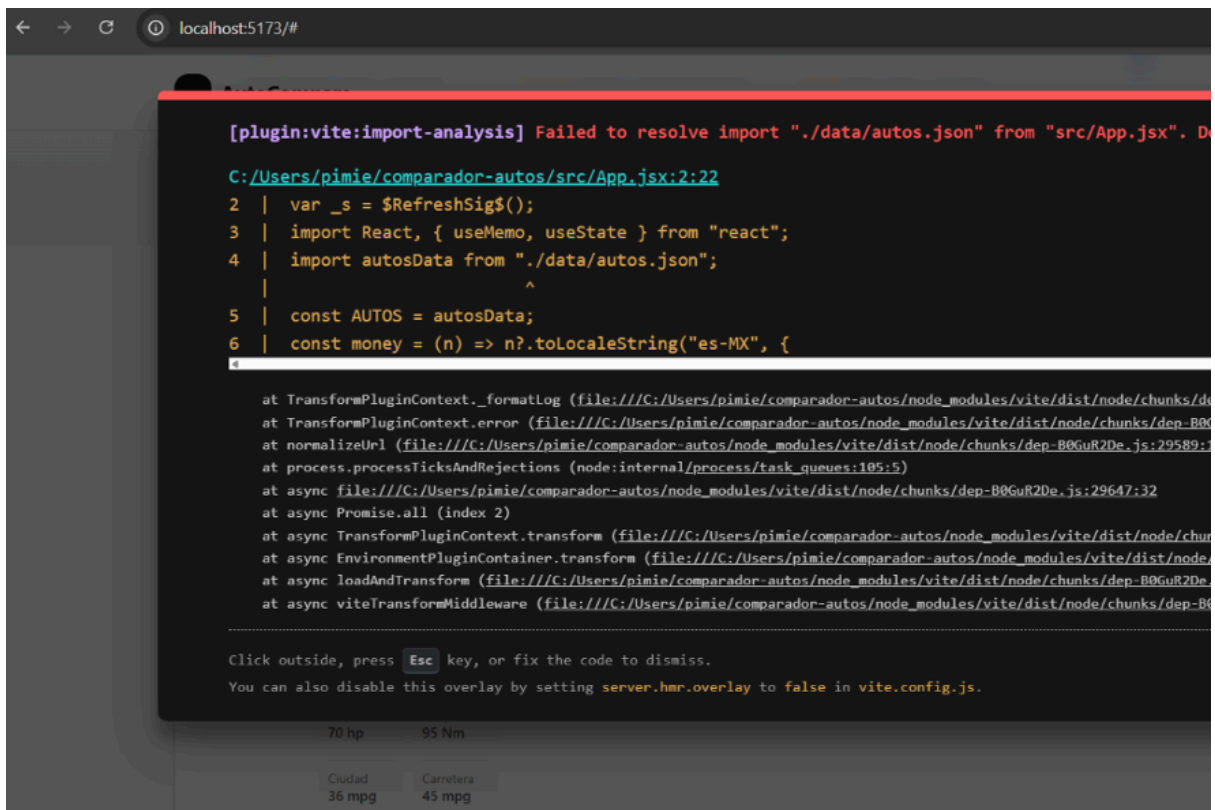 localhost:5173/#
AutoCompare
[plugin:vite:import-analysis] Failed to resolve import "./data/autos.json" from "src/App.jsx".
C:/Users/pimie/comparador-autos/src/App.jsx:2:22
2 | var _s = $RefreshSig$();
3 | import React, { useMemo, useState } from "react";
4 | import autosData from "./data/autos.json";
| ^
5 | const AUTOS = autosData;
6 | const money = (n) => n?.toLocaleString("es-MX", {
at TransformPluginContext._formatLog (file:///C:/Users/pimie/comparador-autos/node_modules/vite/dist/node/chunks/de
at TransformPluginContext.error (file:///C:/Users/pimie/comparador-autos/node_modules/vite/dist/node/chunks/dep-B0G
at normalizeUrl (file:///C:/Users/pimie/comparador-autos/node_modules/vite/dist/node/chunks/dep-B0GuR2De.js:29589:1
at process.processTicksAndRejections (node:internal/process/task_queues:105:5)
at async file:///C:/Users/pimie/comparador-autos/node_modules/vite/dist/node/chunks/dep-B0GuR2De.js:29647:32
at async Promise.all (index 2)
at async TransformPluginContext.transform (file:///C:/Users/pimie/comparador-autos/node_modules/vite/dist/node/chun
at async EnvironmentPluginContainer.transform (file:///C:/Users/pimie/comparador-autos/node_modules/vite/dist/node/
at async loadAndTransform (file:///C:/Users/pimie/comparador-autos/node_modules/vite/dist/node/chunks/dep-B0GuR2De.
at async viteTransformMiddleware (file:///C:/Users/pimie/comparador-autos/node_modules/vite/dist/node/chunks/dep-B0
Click outside, press Esc key, or fix the code to dismiss.
You can also disable this overlay by setting server.hmr.overlay to false in vite.config.js.
70 hp 95 Nm
Ciudad Carretera
36 mpg 45 mpg